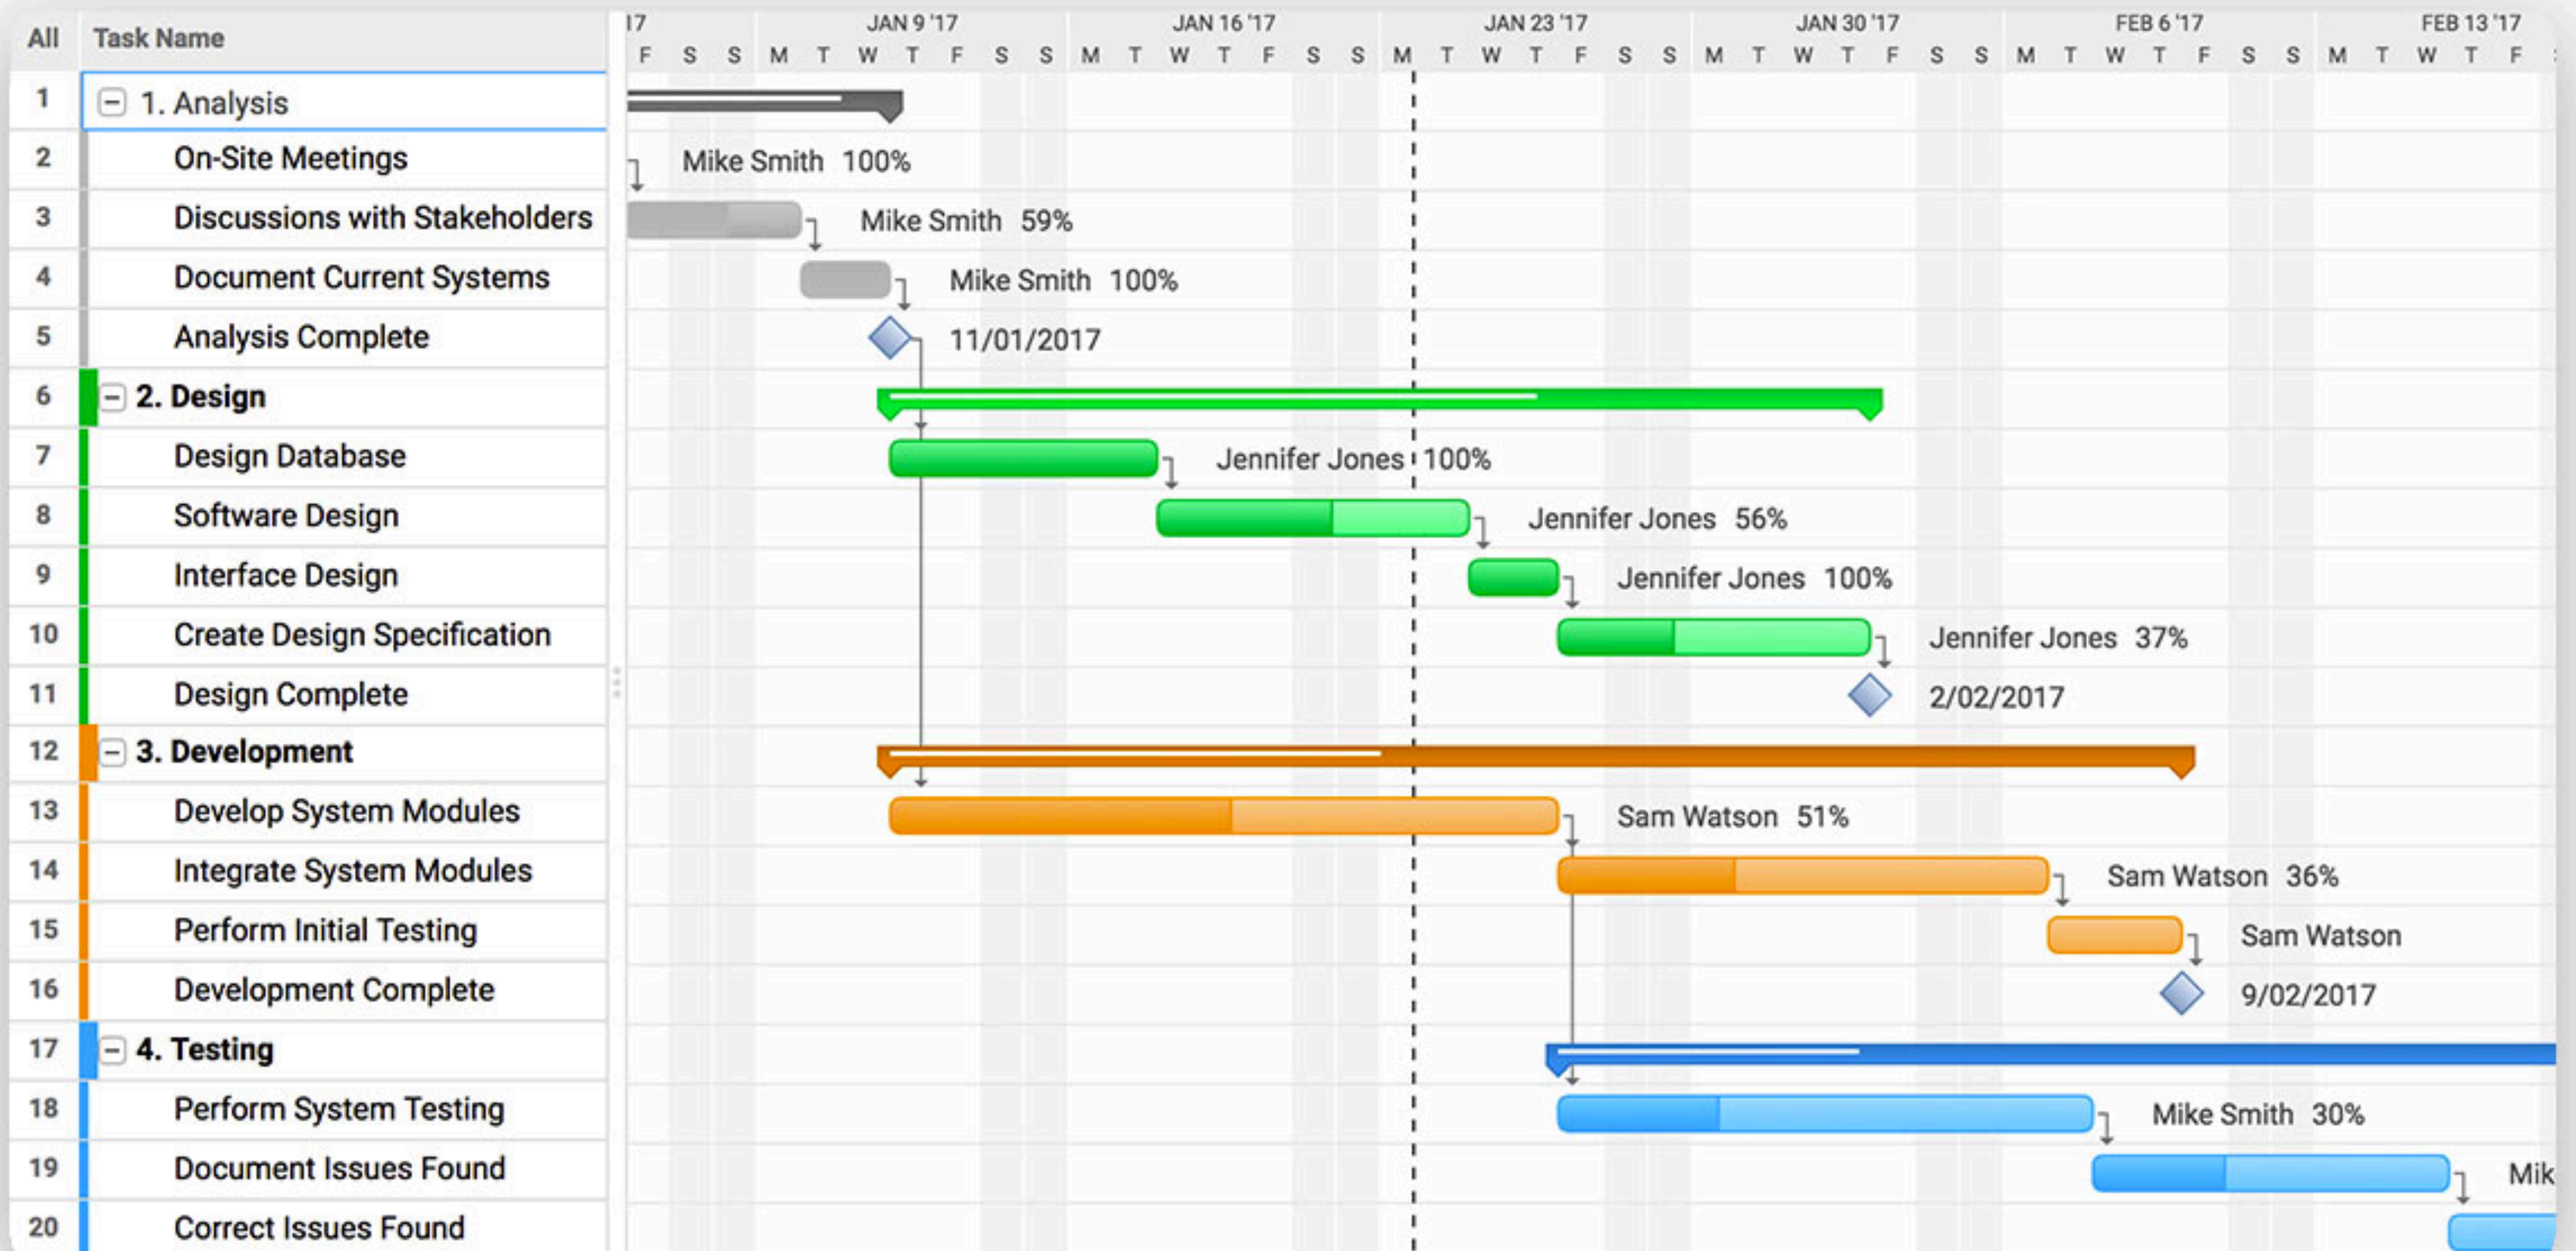 All Task Name 17 JAN 9 '17 JAN 16 '17 JAN 23 '17 JAN 30 '17 FEB 6 '17 FEB 13 '17
F S S M T W T F S S M T W T F S S M T W T F S S M T W T F S S M T W T F S S M T W T F
1 1. Analysis
2 On-Site Meetings Mike Smith 100%
3 Discussions with Stakeholders Mike Smith 59%
4 Document Current Systems Mike Smith 100%
5 Analysis Complete 11/01/2017
6 2. Design
7 Design Database Jennifer Jones 100%
8 Software Design Jennifer Jones 56%
9 Interface Design Jennifer Jones 100%
10 Create Design Specification Jennifer Jones 37%
11 Design Complete 2/02/2017
12 3. Development
13 Develop System Modules Sam Watson 51%
14 Integrate System Modules Sam Watson 36%
15 Perform Initial Testing Sam Watson
16 Development Complete 9/02/2017
17 4. Testing
18 Perform System Testing Mike Smith 30%
19 Document Issues Found Mik
20 Correct Issues Found